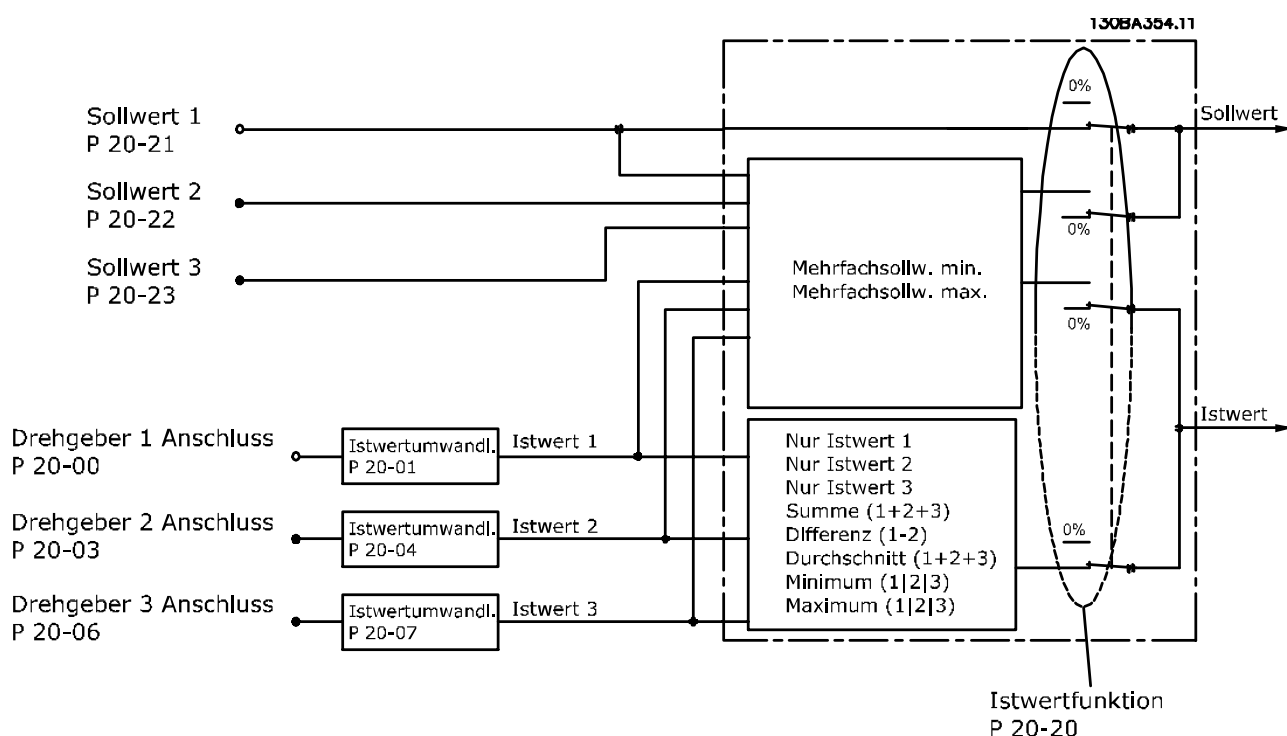 130BA354.11
0%
Sollwert 1
P 20-21
Sollwert
Sollwert 2
P 20-22
0%
Sollwert 3
P 20-23
Mehrfachsollw. min.
Mehrfachsollw. max.
0%
Istwert
Drehgeber 1 Anschluss
P 20-00
Istwertumwandl.
P 20-01
Istwert 1
Drehgeber 2 Anschluss
P 20-03
Istwertumwandl.
P 20-04
Istwert 2
Drehgeber 3 Anschluss
P 20-06
Istwertumwandl.
P 20-07
Istwert 3
Nur Istwert 1
Nur Istwert 2
Nur Istwert 3
Summe (1+2+3)
Differenz (1-2)
Durchschnitt (1+2+3)
Minimum (1|2|3)
Maximum (1|2|3)
0%
Istwertfunktion
P 20-20